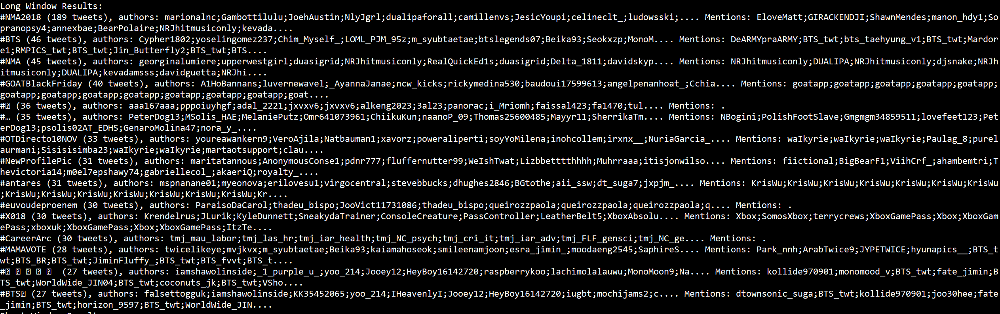 Long Window Results:
#NMA2018 (189 tweets), authors: marionalnc;Gambottilulu;JoehAustin;NlyJgrl;dualipaforall;camillenvs;JesicYoupi;celineclt_;ludowsski;.... Mentions: EloveMatt;GIRACKENDJI;ShawnMendes;manon_hdy1;So
pranopsy4;annexbae;BearPolaire;NRJhitmusiconly;kevada....
#BTS (46 tweets), authors: Cypher1802;yoselingomez237;Chim_Myself_;LOML_PJM_95z;m_syubtaetae;btslegends07;Beika93;Seokxzp;MonoM.... Mentions: DeARMYpraARMY;BTS_twt;bts_taehyung_v1;BTS_twt;Mardor
e1;RMPICS_twt;BTS_twt;Jin_Butterfly2;BTS_twt;BTS....
#NMA (45 tweets), authors: georginalumiere;upperwestgirl;duasigrid;NRJhitmusiconly;RealQuickEd1s;duasigrid;Delta_1811;davidskyp.... Mentions: NRJhitmusiconly;DUALIPA;NRJhitmusiconly;djsnake;NRJh
itmusiconly;DUALIPA;kevadamsss;davidguetta;NRJhi....
#GOATBlackFriday (40 tweets), authors: A1HoBannans;luvernewavel;_AyannaJanae;ncw_kicks;rickymedina530;baudoui17599613;angelpenanhoat_;Cchia.... Mentions: goatapp;goatapp;goatapp;goatapp;goatapp;
goatapp;goatapp;goatapp;goatapp;goatapp;goatapp;goatapp;goat....
# (36 tweets), authors: aaa167aaa;pppoiuyhgf;adal_2221;jxvxv6;jxvxv6;alkeng2023;3al23;panorac;i_Mriomh;faissal423;fa1470;tul.... Mentions: .
#… (35 tweets), authors: PeterDog13;MSolis_HAE;MelaniePutz;Omr641073961;ChiikuKun;naanoP_09;Thomas25600485;Mayyr11;SherrikaTm.... Mentions: NBogini;PolishFootSlave;Gmgmgm34859511;lovefeet123;Pet
erDog13;psolis02AT_EDHS;GenaroMolina47;nora_y_....
#OTDirecto10NOV (33 tweets), authors: youreawankern9;VeroAjila;Natbauman1;xavorz;poweraliperti;soyYoMilena;inohcollem;irxnx__;NuriaGarcia_.... Mentions: waIkyrie;waIkyrie;waIkyrie;Paulag_8;purel
aurmani;Sisisisimba23;waIkyrie;waIkyrie;martaotsupport;clau....
#NewProfilePic (31 tweets), authors: maritatannous;AnonymousConse1;pdnr777;fluffernutter99;WeIshTwat;Lizbbetttthhhh;Muhrraaa;itisjonwilso.... Mentions: fiictional;BigBearF1;ViihCrf_;ahambemtri;T
hevictoria14;m0el7epshawy74;gabriellecol_;akaeriQ;royalty_....
#antares (31 tweets), authors: mspnanane01;myeonova;erilovesu1;virgocentral;stevebbucks;dhughes2846;BGtothe;aii_ssw;dt_suga7;jxpjm_.... Mentions: KrisWu;KrisWu;KrisWu;KrisWu;KrisWu;KrisWu;KrisWu
;KrisWu;KrisWu;KrisWu;KrisWu;KrisWu;KrisWu;KrisWu;Kr....
#euvoudeproenem (30 tweets), authors: ParaisoDaCarol;thadeu_bispo;JooVict11731086;thadeu_bispo;queirozzpaola;queirozzpaola;queirozzpaola;q.... Mentions: .
#X018 (30 tweets), authors: Krendelrus;JLurik;KyleDunnett;SneakydaTrainer;ConsoleCreature;PassController;LeatherBelt5;XboxAbsolu.... Mentions: Xbox;SomosXbox;terrycrews;XboxGamePass;Xbox;XboxGam
ePass;xboxuk;XboxGamePass;Xbox;XboxGamePass;ItzTe....
#CareerArc (30 tweets), authors: tmj_mau_labor;tmj_las_hr;tmj_iar_health;tmj_NC_psych;tmj_cri_it;tmj_iar_adv;tmj_FLF_gensci;tmj_NC_ge.... Mentions: .
#MAMAVOTE (28 tweets), authors: twicelikeye;mvjkvx;m_syubtaetae;Beika93;kaiamahoseok;smileenamjoon;esra_jimin_;moodaeng2545;SaphireS.... Mentions: Park_nnh;ArabTwice9;JYPETWICE;hyunapics__;BTS_t
wt;BTS_BR;BTS_twt;JiminFluffy_;BTS_twt;BTS_fvvt;BTS_t....
# (27 tweets), authors: iamshawolinside;_1_purple_u_;yoo_214;Jooey12;HeyBoy16142720;raspberrykoo;lachimolalauwu;MonoMoon9;Na.... Mentions: kollide970901;monomood_v;BTS_twt;fate_jimin;B
TS_twt;WorldWide_JIN04;BTS_twt;coconuts_jk;BTS_twt;VSho....
#BTS (27 tweets), authors: falsettogguk;iamshawolinside;KK35452065;yoo_214;IHeavenlyI;Jooey12;HeyBoy16142720;iugbt;mochijams2;c.... Mentions: dtownsonic_suga;BTS_twt;kollide970901;joo30hee;fate
_jimin;BTS_twt;horizon_9597;BTS_twt;WorldWide_JIN....